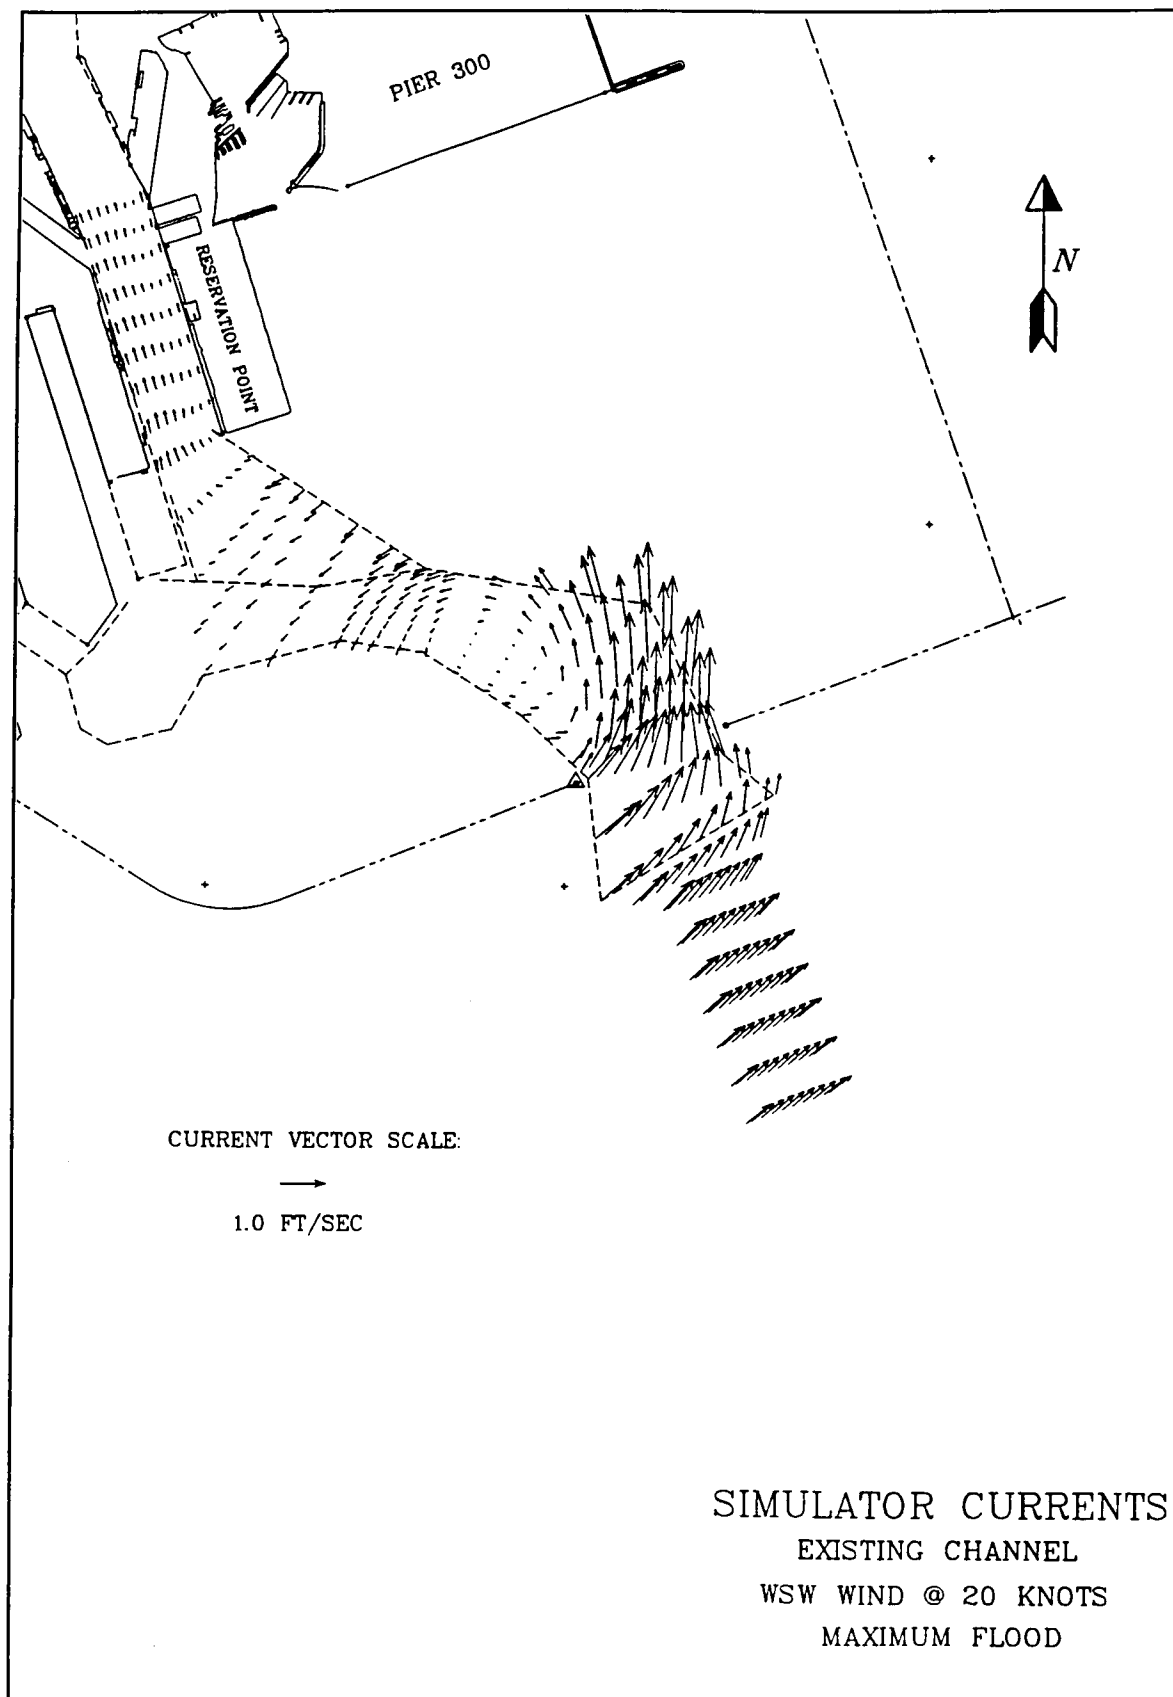 PIER 300
N
RESERVATION POINT
CURRENT VECTOR SCALE:
1.0 FT/SEC
SIMULATOR CURRENTS
EXISTING CHANNEL
WSW WIND @ 20 KNOTS
MAXIMUM FLOOD